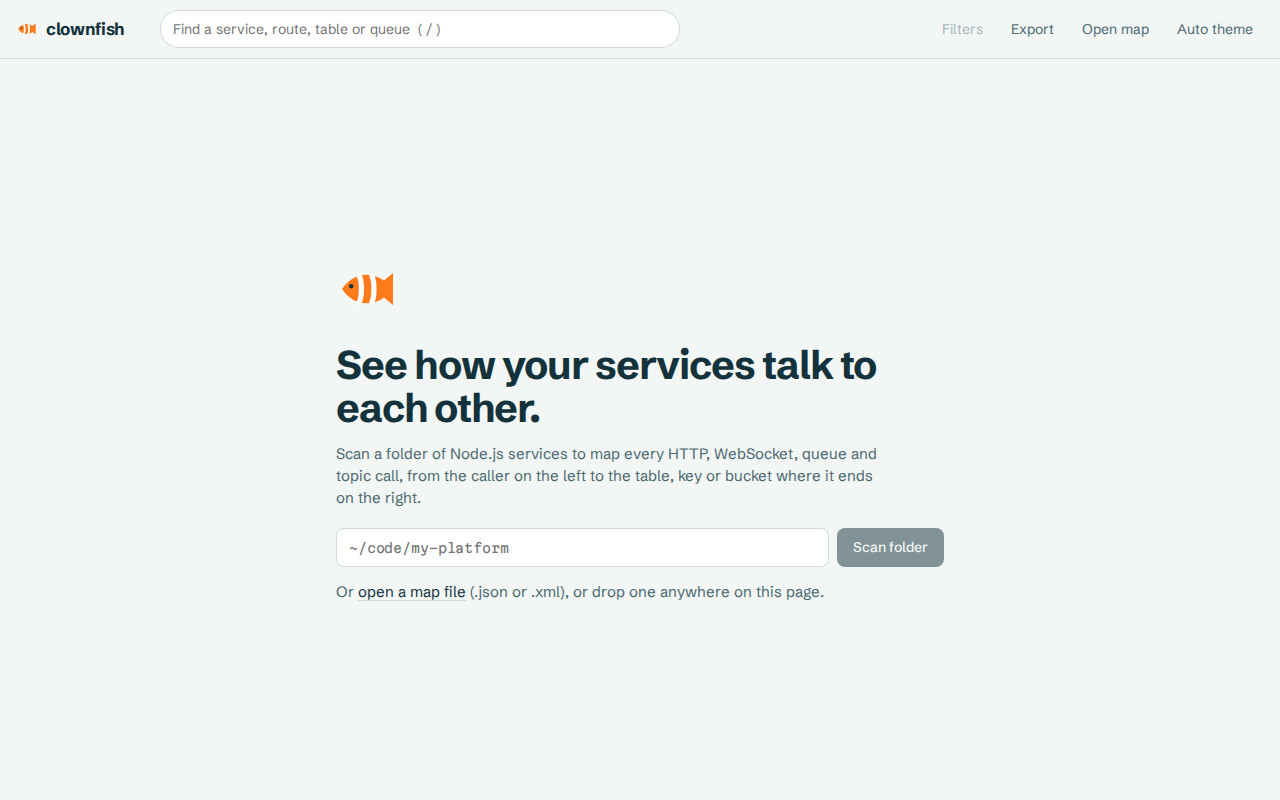 clownfish
Find a service, route, table or queue ( / )
Filters
Export
Open map
Auto theme
See how your services talk to
each other.
Scan a folder of Node.js services to map every HTTP, WebSocket, queue and
topic call, from the caller on the left to the table, key or bucket where it ends
on the right.
~/code/my-platform
Scan folder
Or open a map file (.json or .xml), or drop one anywhere on this page.